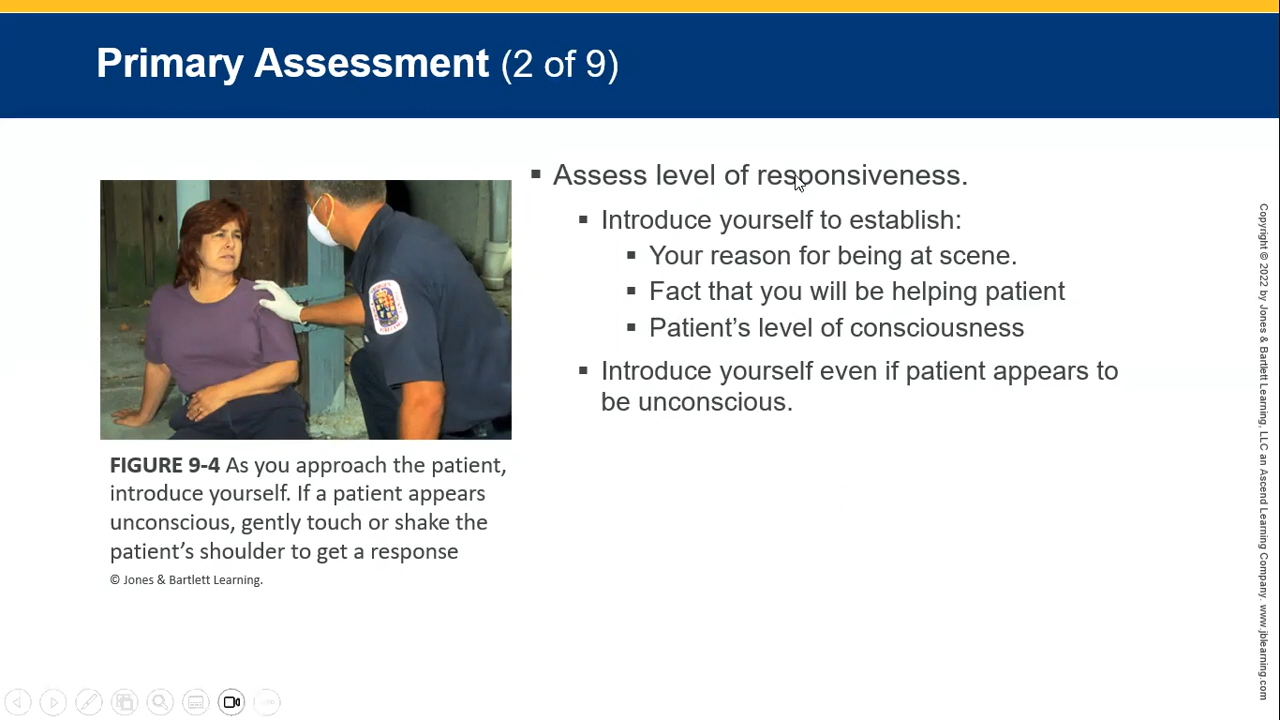 Primary Assessment (2 of 9)
▪ Assess level of responsiveness.
▪ Introduce yourself to establish:
▪ Your reason for being at scene.
▪ Fact that you will be helping patient
▪ Patient’s level of consciousness
▪ Introduce yourself even if patient appears to
be unconscious.
FIGURE 9-4 As you approach the patient,
introduce yourself. If a patient appears
unconscious, gently touch or shake the
patient’s shoulder to get a response
© Jones & Bartlett Learning.
Copyright © 2022 by Jones & Bartlett Learning, LLC an Ascend Learning Company. www.jblearning.com